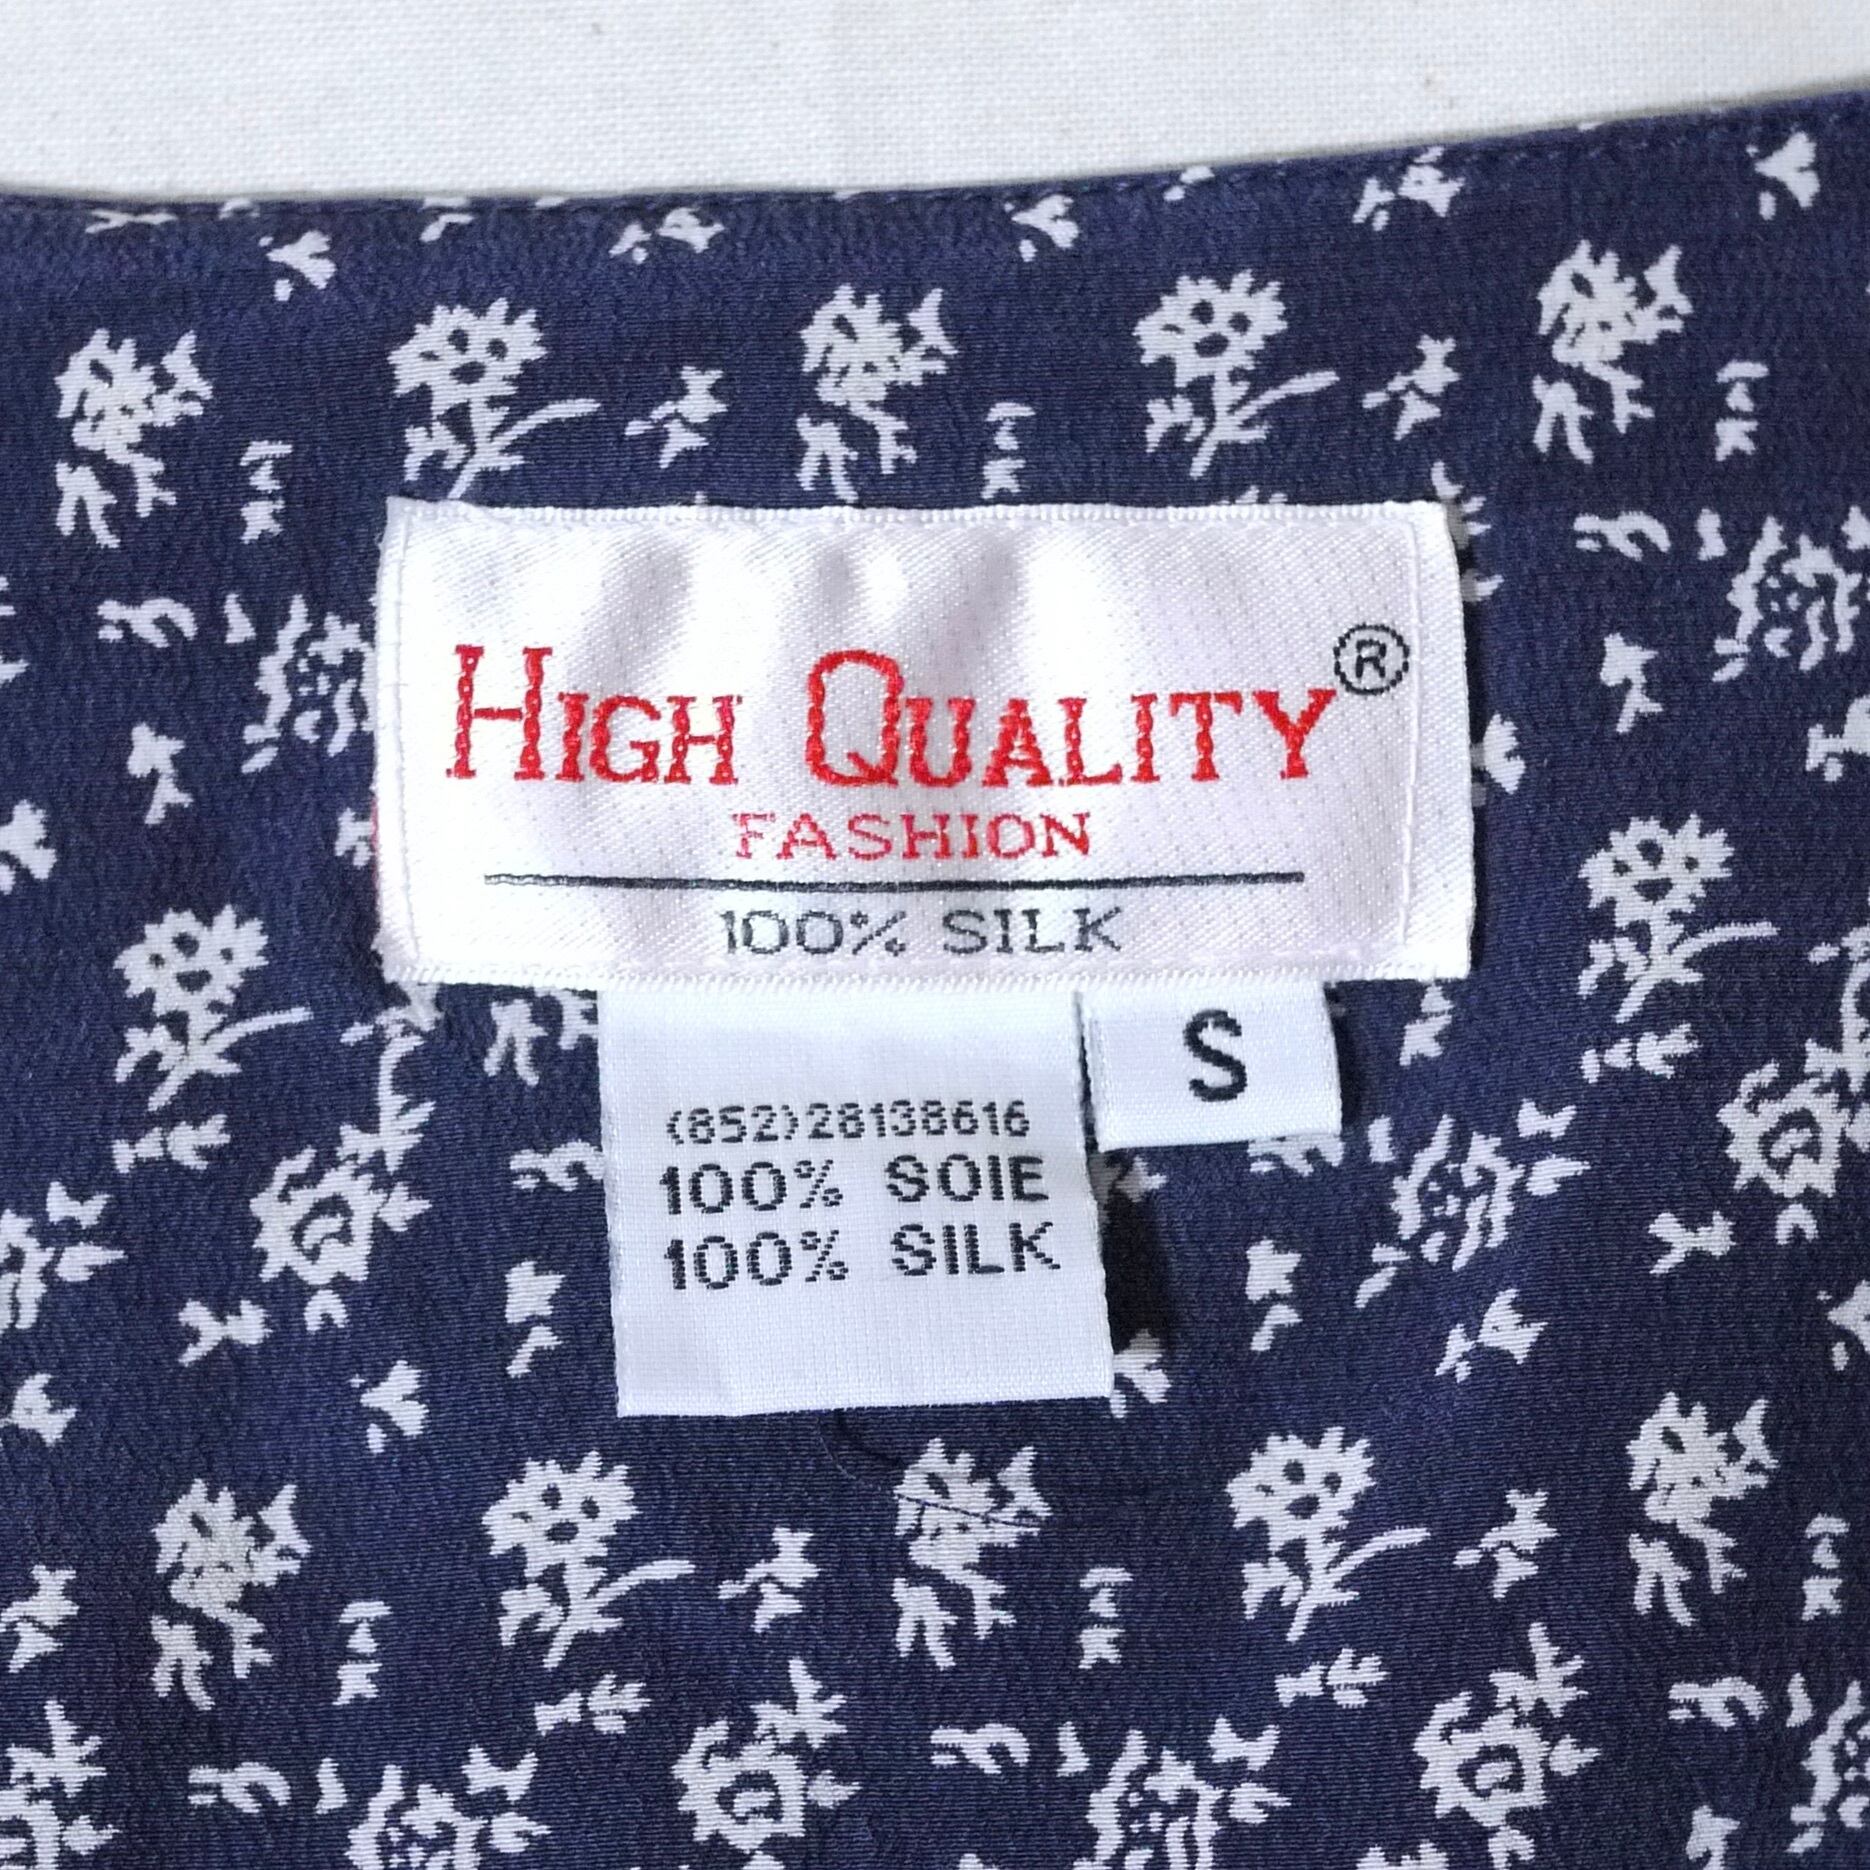 HIGH QUALITY®
FASHION
100% SILK
S
(852)28138616
100% SOIE
100% SILK